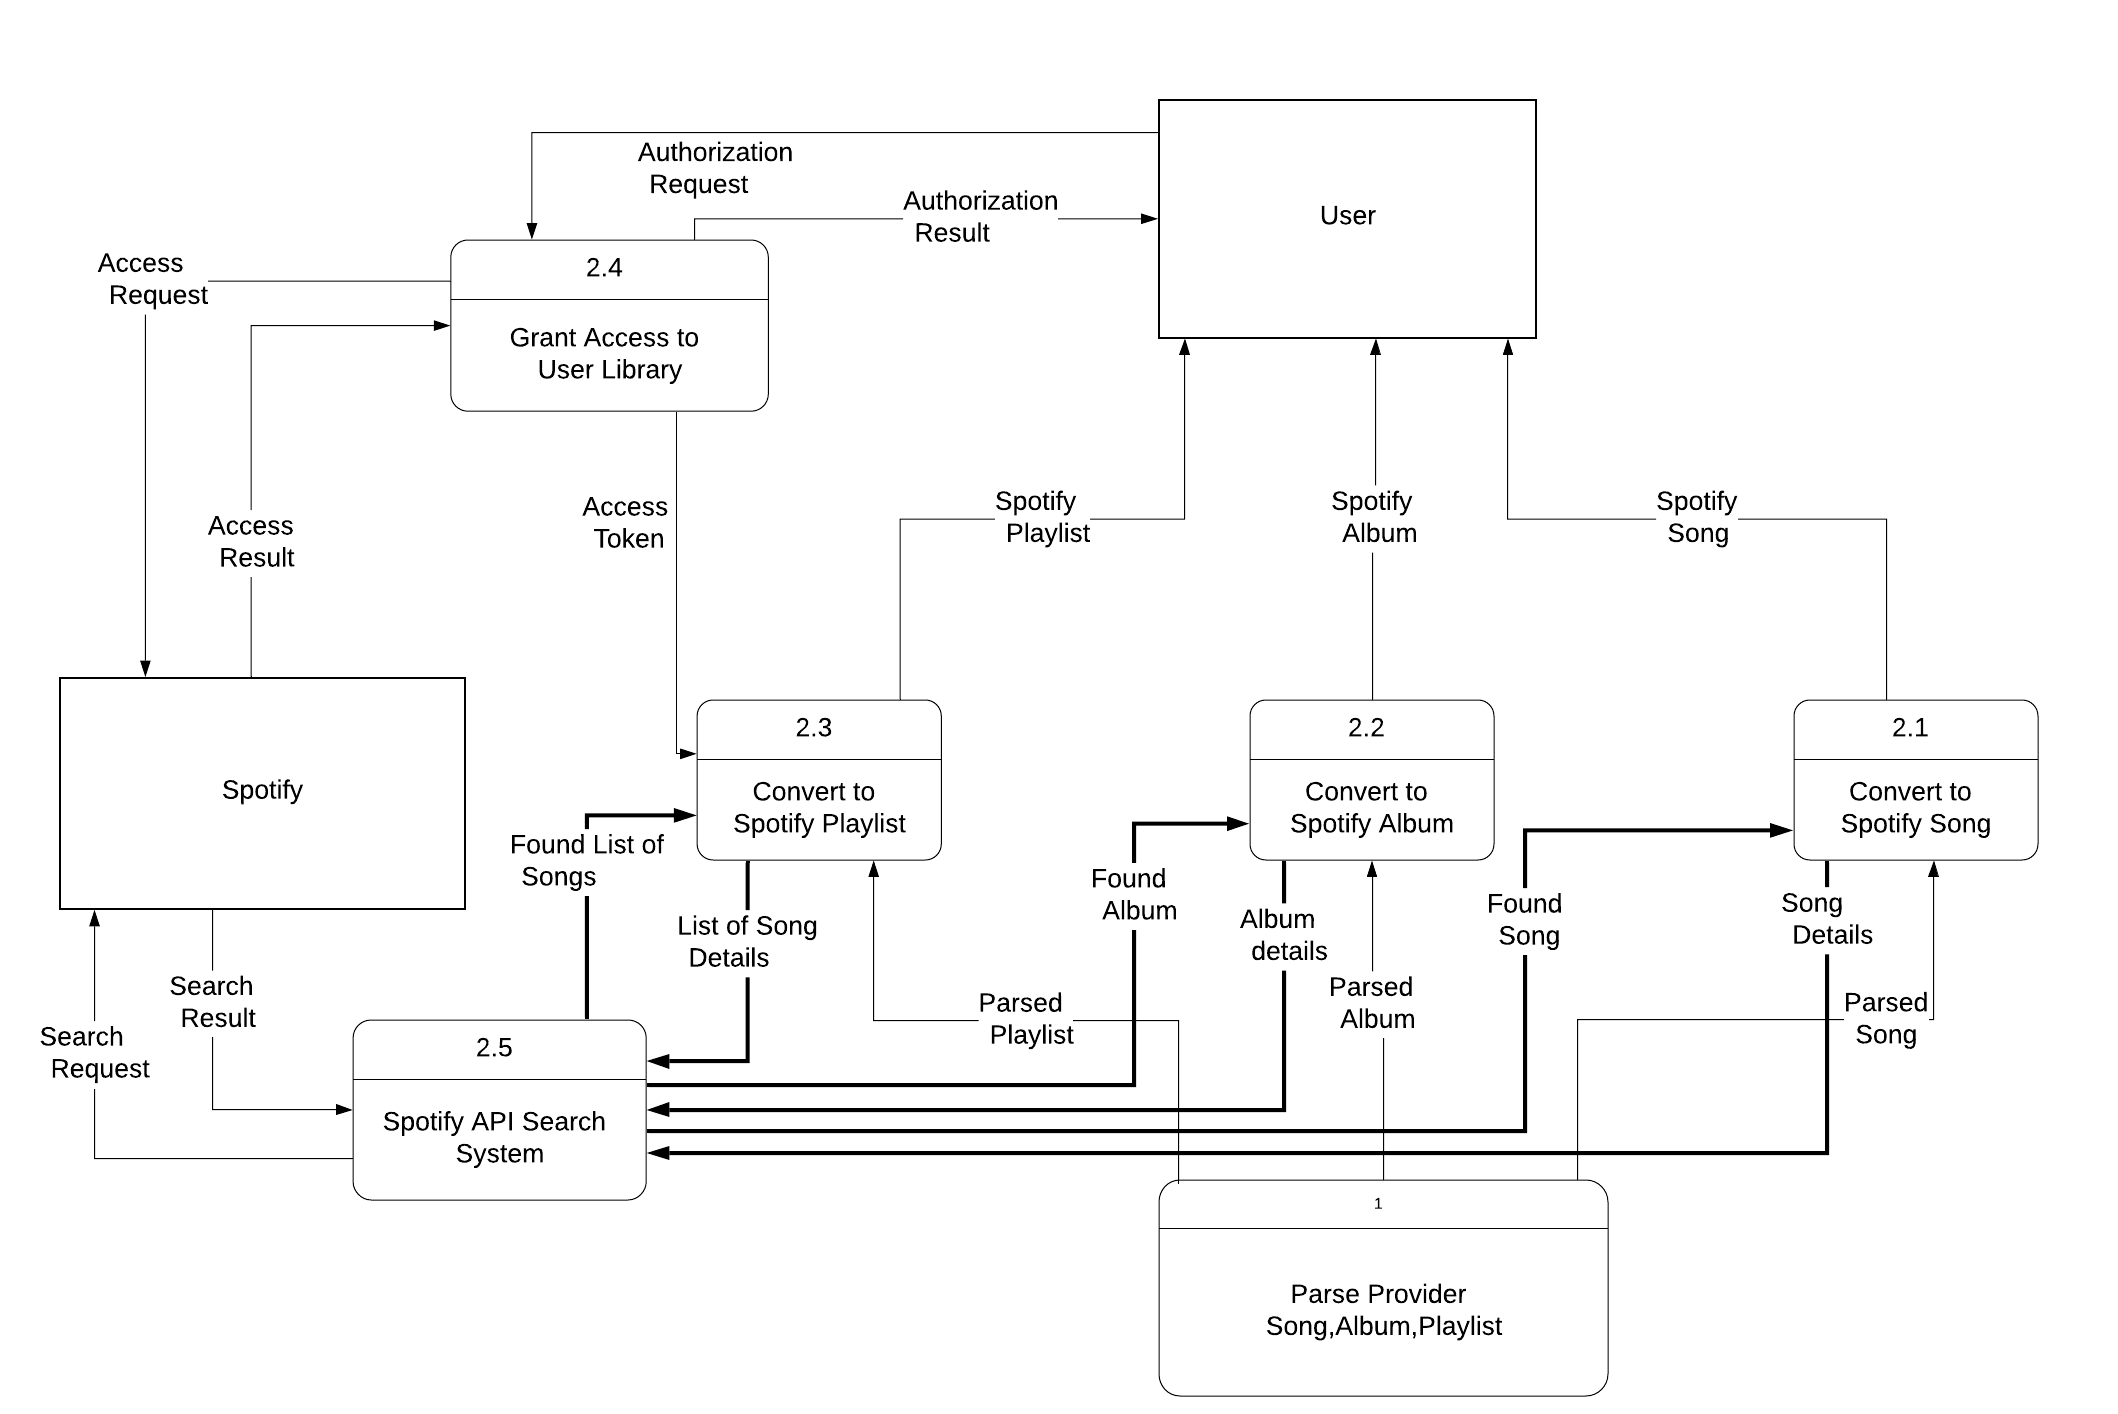 Authorization
Request
Authorization
Result
User
Access
Request
2.4
Grant Access to
User Library
Access
Result
Access
Token
Spotify
Playlist
Spotify
Album
Spotify
Song
Spotify
2.3
Convert to
Spotify Playlist
2.2
Convert to
Spotify Album
2.1
Convert to
Spotify Song
Found List of
Songs
List of Song
Details
Found
Album
Album
details
Found
Song
Song
Details
Search
Result
Search
Request
Parsed
Playlist
Parsed
Album
Parsed
Song
2.5
Spotify API Search
System
1
Parse Provider
Song,Album,Playlist